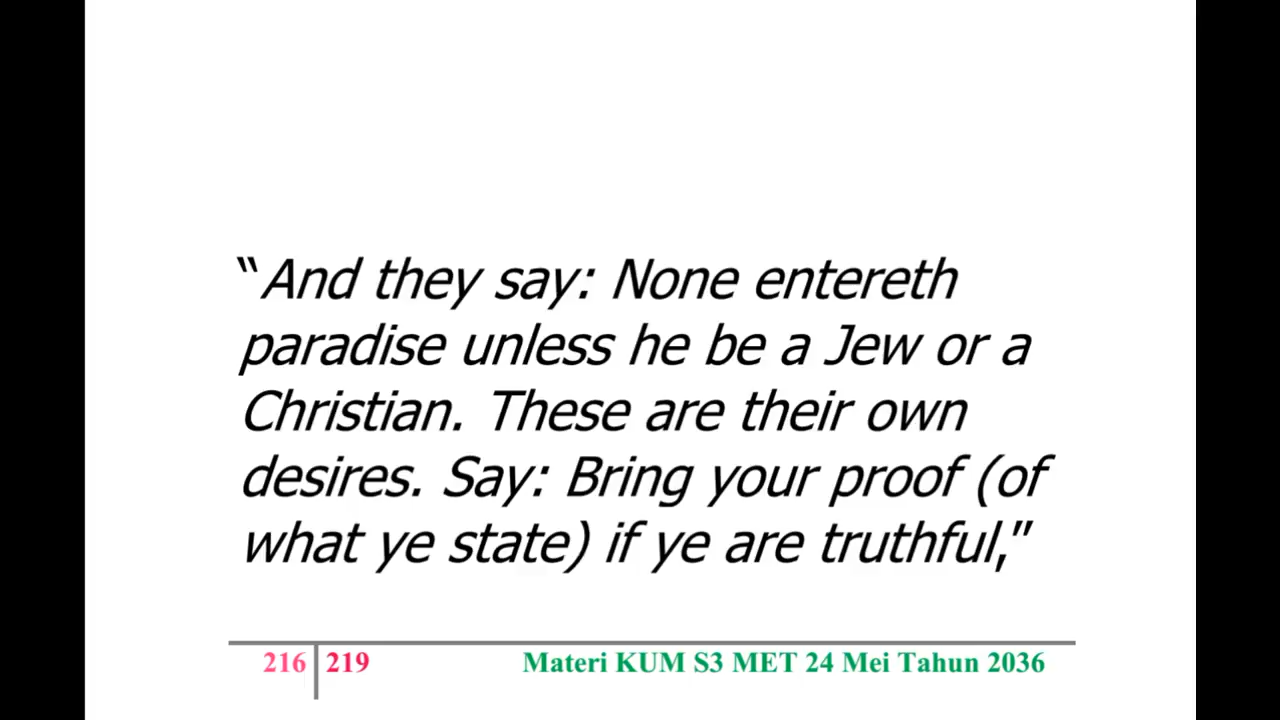 “And they say: None entereth
paradise unless he be a Jew or a
Christian. These are their own
desires. Say: Bring your proof (of
what ye state) if ye are truthful,”
216 219 Materi KUM S3 MET 24 Mei Tahun 2036